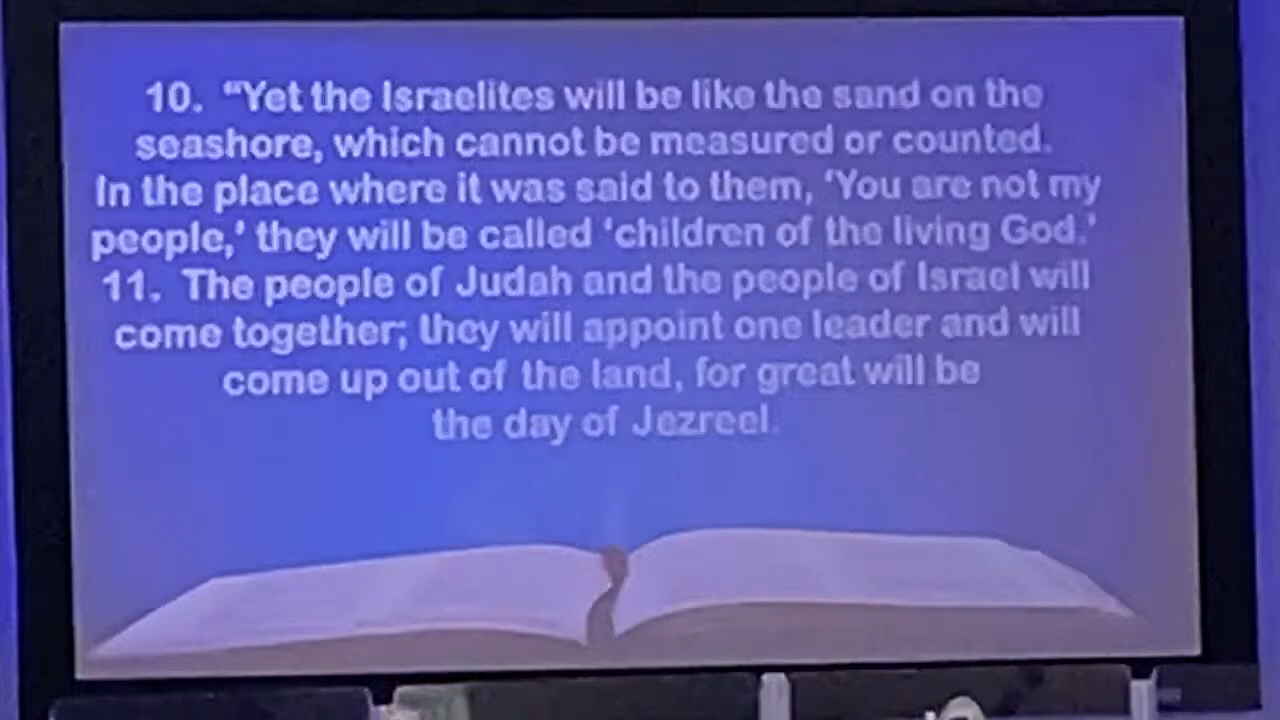 10. “Yet the Israelites will be like the sand on the
seashore, which cannot be measured or counted.
In the place where it was said to them, ‘You are not my
people,’ they will be called ‘children of the living God.’
11. The people of Judah and the people of Israel will
come together; they will appoint one leader and will
come up out of the land, for great will be
the day of Jezreel.